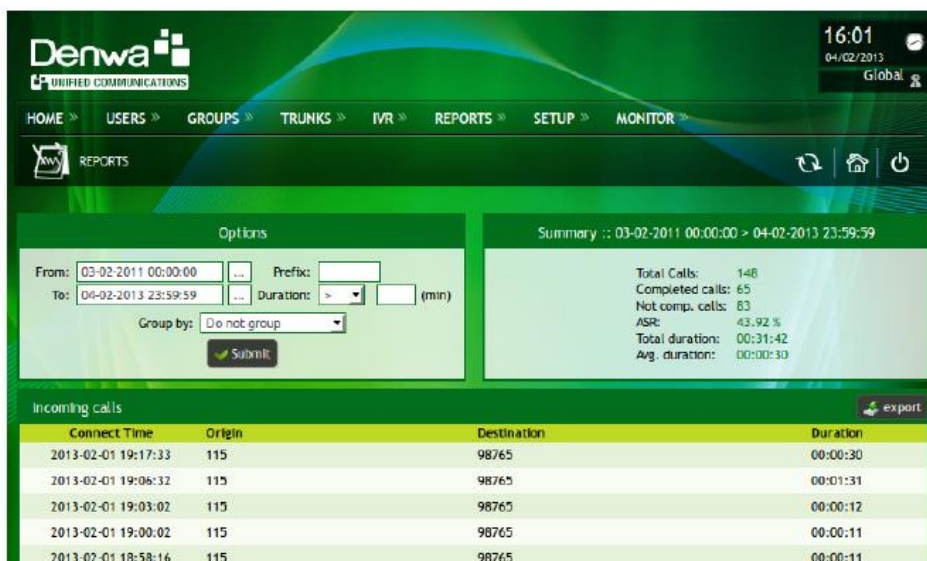 Denwa
UNIFIED COMMUNICATIONS
16:01
04/02/2013
Global
HOME » USERS » GROUPS » TRUNKS » IVR » REPORTS » SETUP » MONITOR »
REPORTS
Options
From: 03-02-2011 00:00:00 ... Prefix:
To: 04-02-2013 23:59:59 ... Duration: > (min)
Group by: Do not group
Submit
Summary :: 03-02-2011 00:00:00 > 04-02-2013 23:59:59
Total Calls: 148
Completed calls: 65
Not comp. calls: 83
ASR: 43.92 %
Total duration: 00:31:42
Avg. duration: 00:00:30
Incoming calls export
Connect Time Origin Destination Duration
2013-02-01 19:17:33 115 98765 00:00:30
2013-02-01 19:06:32 115 98765 00:01:31
2013-02-01 19:03:02 115 98765 00:00:12
2013-02-01 19:00:02 115 98765 00:00:11
2013-02-01 18:58:16 115 98765 00:00:11